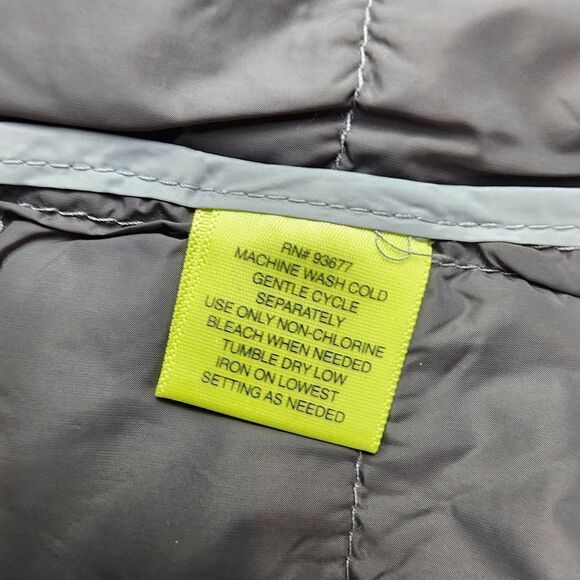 RN# 93677
MACHINE WASH COLD
GENTLE CYCLE
SEPARATELY
USE ONLY NON-CHLORINE
BLEACH WHEN NEEDED
TUMBLE DRY LOW
IRON ON LOWEST
SETTING AS NEEDED